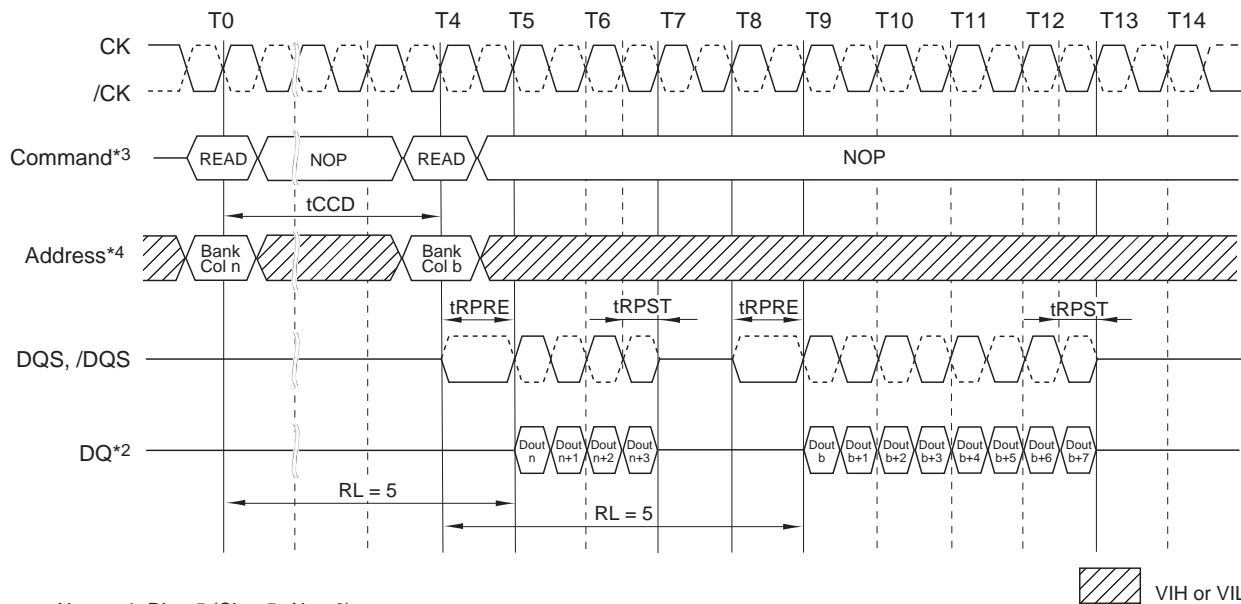 T0 T4 T5 T6 T7 T8 T9 T10 T11 T12 T13 T14
CK
/CK
Command*3 READ NOP READ NOP
tCCD
Address*4 Bank Col n Bank Col b
tRPRE tRPST tRPRE tRPST
DQS, /DQS
DQ*2 Dout n Dout n+1 Dout n+2 Dout n+3 Dout b Dout b+1 Dout b+2 Dout b+3 Dout b+4 Dout b+5 Dout b+6 Dout b+7
RL = 5
RL = 5
VIH or VIL